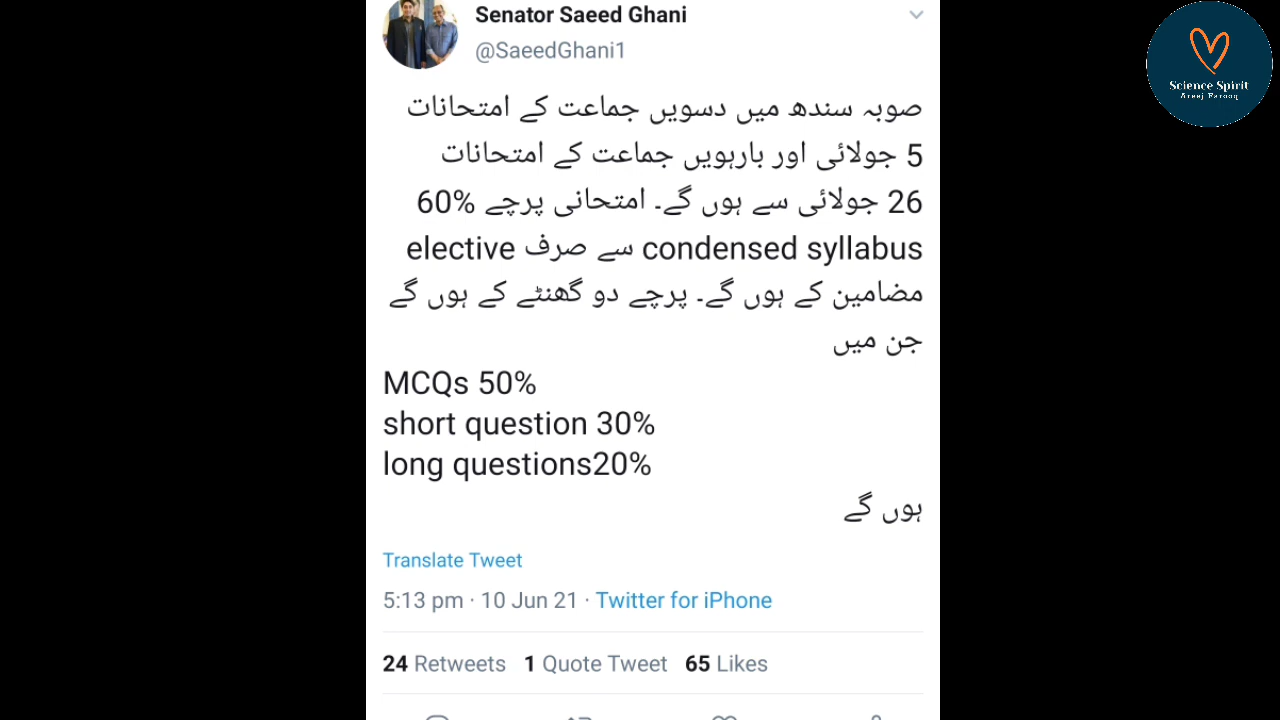 Senator Saeed Ghani
@SaeedGhani1
Science Spirit
Areej Farooq
صوبہ سندھ میں دسویں جماعت کے امتحانات
5 جولائی اور بارہویں جماعت کے امتحانات
26 جولائی سے ہوں گے۔ امتحانی پرچے 60%
condensed syllabus سے صرف elective
مضامین کے ہوں گے۔ پرچے دو گھنٹے کے ہوں گے
جن میں
MCQs 50%
short question 30%
long questions20%
ہوں گے
Translate Tweet
5:13 pm · 10 Jun 21 · Twitter for iPhone
24 Retweets 1 Quote Tweet 65 Likes